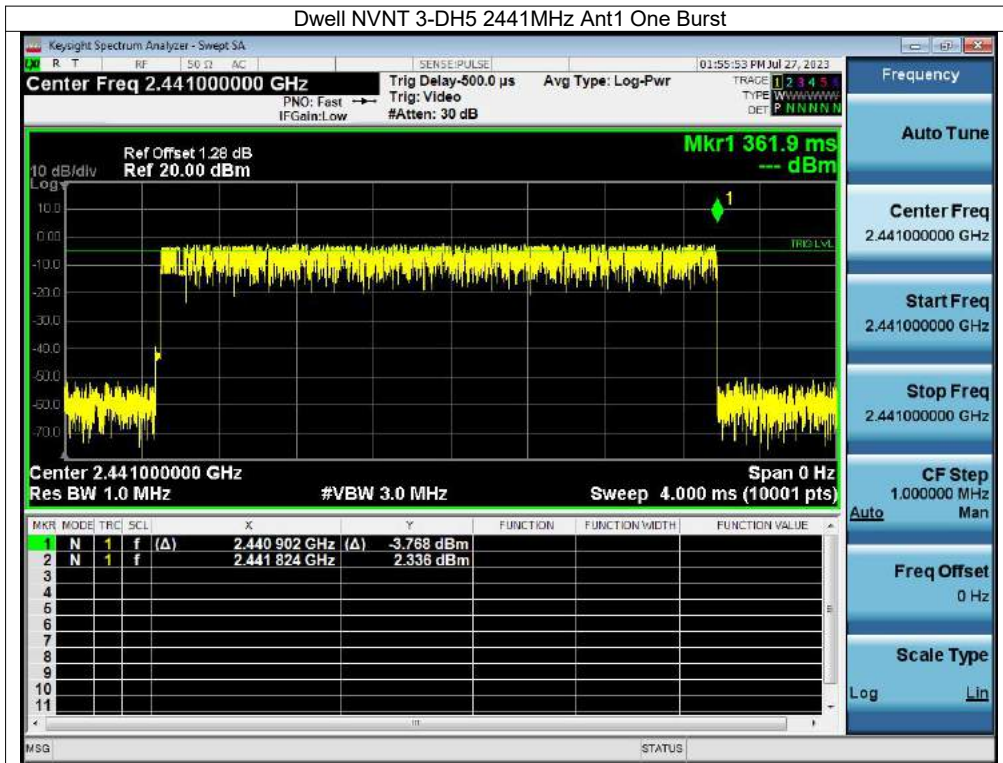 Dwell NVNT 3-DH5 2441MHz Ant1 One Burst
Keysight Spectrum Analyzer - Swept SA
R T RF 50 Ω AC SENSE:PULSE 01:55:53 PM Jul 27, 2023
Center Freq 2.441000000 GHz Trig Delay-500.0 µs Avg Type: Log-Pwr TRACE 1 2 3 4 5 6
PNO: Fast Trig: Video TYPE WWWWWW
IFGain:Low #Atten: 30 dB DET P N N N N N
Mkr1 361.9 ms
--- dBm
Ref Offset 1.28 dB
10 dB/div Ref 20.00 dBm
Log
1
10.0
0.00
TRIG LVL
-10.0
-20.0
-30.0
-40.0
-50.0
-60.0
-70.0
Center 2.441000000 GHz Span 0 Hz
Res BW 1.0 MHz #VBW 3.0 MHz Sweep 4.000 ms (10001 pts)
MKR MODE TRC SCL X Y FUNCTION FUNCTION WIDTH FUNCTION VALUE
1 N 1 f (Δ) 2.440 902 GHz (Δ) -3.768 dBm
2 N 1 f 2.441 824 GHz 2.336 dBm
3
4
5
6
7
8
9
10
11
MSG STATUS
Frequency
Auto Tune
Center Freq
2.441000000 GHz
Start Freq
2.441000000 GHz
Stop Freq
2.441000000 GHz
CF Step
1.000000 MHz
Auto Man
Freq Offset
0 Hz
Scale Type
Log Lin